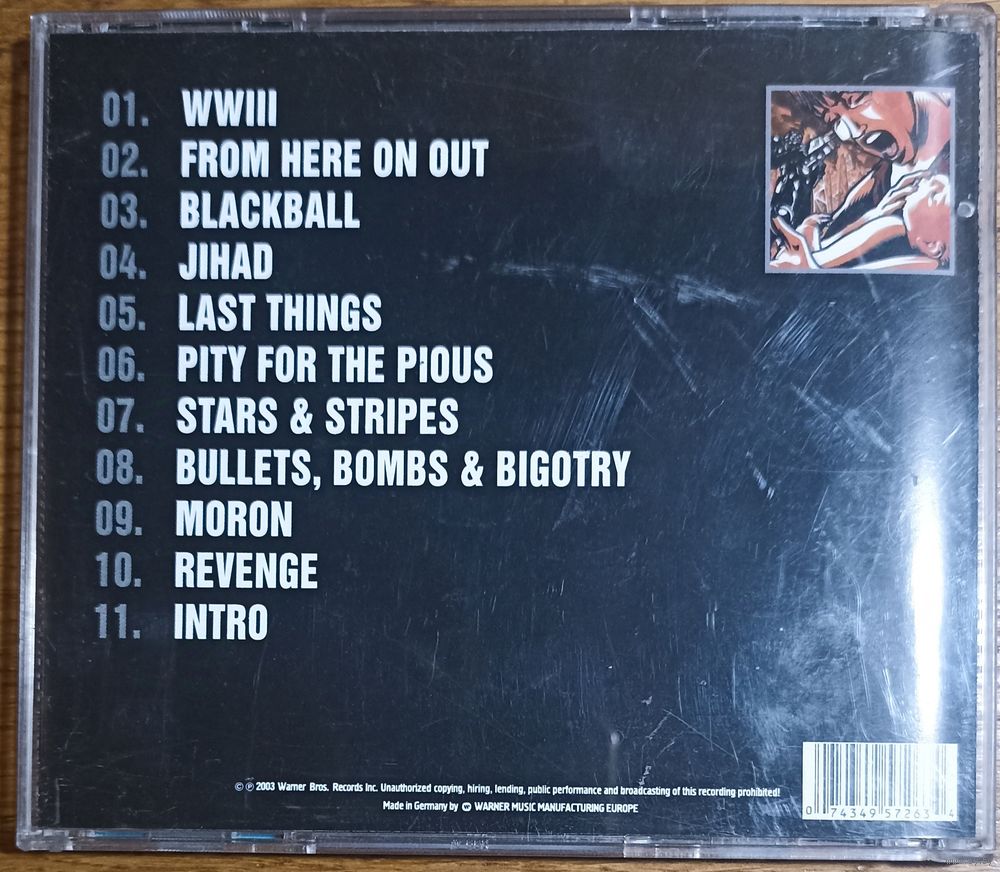 01. WWIII
02. FROM HERE ON OUT
03. BLACKBALL
04. JIHAD
05. LAST THINGS
06. PITY FOR THE PIOUS
07. STARS & STRIPES
08. BULLETS, BOMBS & BIGOTRY
09. MORON
10. REVENGE
11. INTRO
© ℗ 2003 Warner Bros. Records Inc. Unauthorized copying, hiring, lending, public performance and broadcasting of this recording prohibited!
Made in Germany by WARNER MUSIC MANUFACTURING EUROPE
0 74349 57263 4